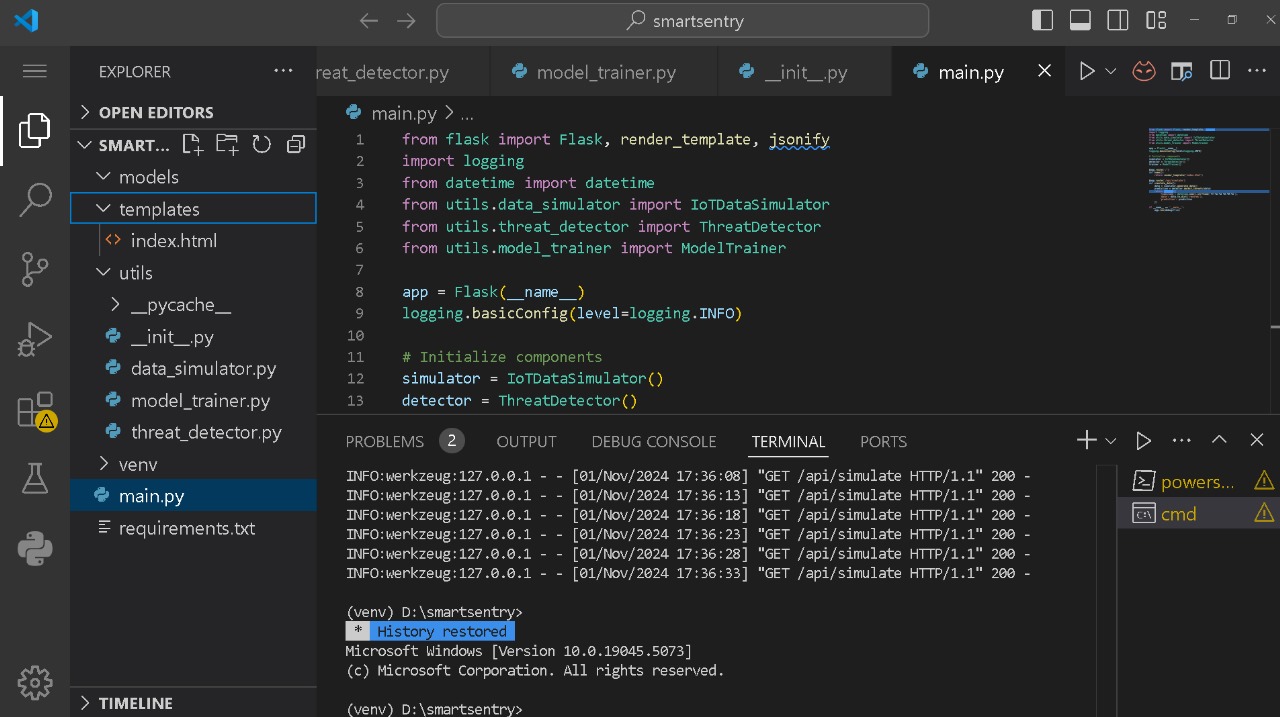 smartsentry
EXPLORER
reat_detector.py
model_trainer.py
__init__.py
main.py
OPEN EDITORS
SMART...
models
templates
index.html
utils
__pycache__
__init__.py
data_simulator.py
model_trainer.py
threat_detector.py
venv
main.py
requirements.txt
TIMELINE
main.py > ...
1 from flask import Flask, render_template, jsonify
2 import logging
3 from datetime import datetime
4 from utils.data_simulator import IoTDataSimulator
5 from utils.threat_detector import ThreatDetector
6 from utils.model_trainer import ModelTrainer
7
8 app = Flask(__name__)
9 logging.basicConfig(level=logging.INFO)
10
11 # Initialize components
12 simulator = IoTDataSimulator()
13 detector = ThreatDetector()
PROBLEMS 2 OUTPUT DEBUG CONSOLE TERMINAL PORTS
INFO:werkzeug:127.0.0.1 - - [01/Nov/2024 17:36:08] "GET /api/simulate HTTP/1.1" 200 -
INFO:werkzeug:127.0.0.1 - - [01/Nov/2024 17:36:13] "GET /api/simulate HTTP/1.1" 200 -
INFO:werkzeug:127.0.0.1 - - [01/Nov/2024 17:36:18] "GET /api/simulate HTTP/1.1" 200 -
INFO:werkzeug:127.0.0.1 - - [01/Nov/2024 17:36:23] "GET /api/simulate HTTP/1.1" 200 -
INFO:werkzeug:127.0.0.1 - - [01/Nov/2024 17:36:28] "GET /api/simulate HTTP/1.1" 200 -
INFO:werkzeug:127.0.0.1 - - [01/Nov/2024 17:36:33] "GET /api/simulate HTTP/1.1" 200 -
(venv) D:\smartsentry>
* History restored
Microsoft Windows [Version 10.0.19045.5073]
(c) Microsoft Corporation. All rights reserved.
(venv) D:\smartsentry>
powers...
cmd